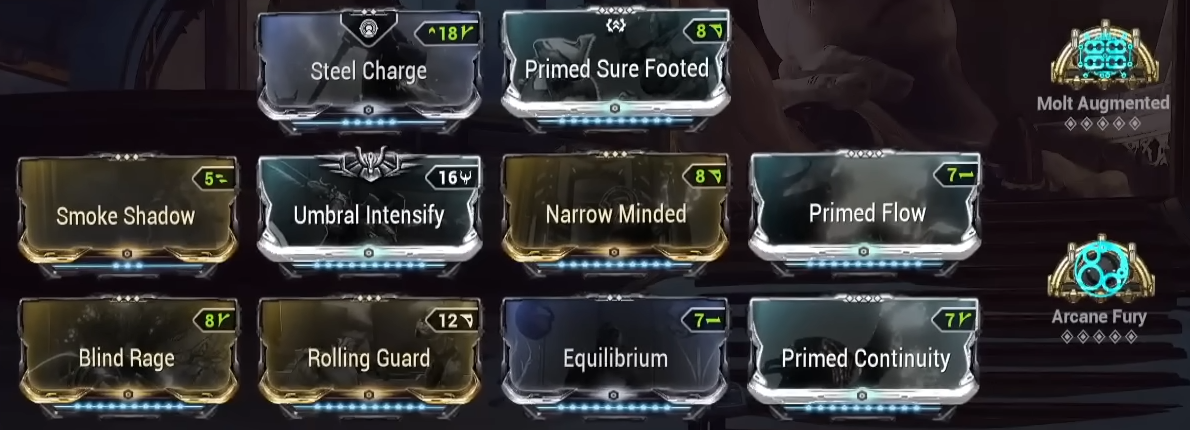 ^18
Steel Charge
8
Primed Sure Footed
Molt Augmented
5
Smoke Shadow
16
Umbral Intensify
8
Narrow Minded
7
Primed Flow
Arcane Fury
8
Blind Rage
12
Rolling Guard
7
Equilibrium
7
Primed Continuity